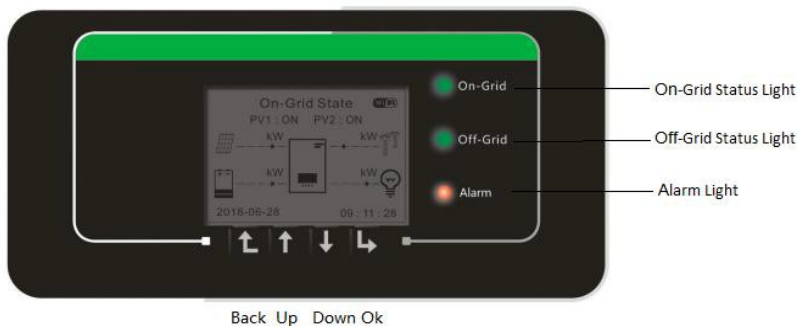 On-Grid State WiFi
PV1 : ON PV2 : ON
kW kW
kW kW
2018-06-28 09 : 11 : 28
On-Grid
Off-Grid
Alarm
On-Grid Status Light
Off-Grid Status Light
Alarm Light
Back Up Down Ok